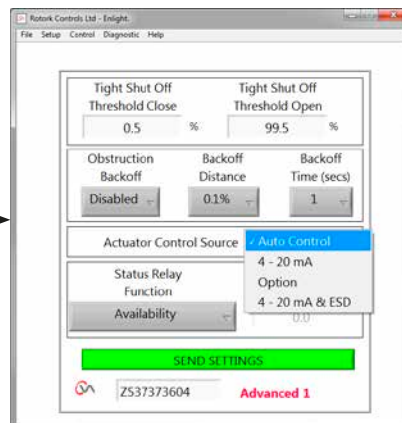 Rotork Controls Ltd - Enlight.
File Setup Control Diagnostic Help
Tight Shut Off Tight Shut Off
Threshold Close Threshold Open
0.5 % 99.5 %
Obstruction Backoff Backoff
Backoff Distance Time (secs)
Disabled 0.1% 1
Actuator Control Source ✓ Auto Control
4 - 20 mA
Option
4 - 20 mA & ESD
Status Relay
Function
Availability 0.0
SEND SETTINGS
ZS37373604 Advanced 1